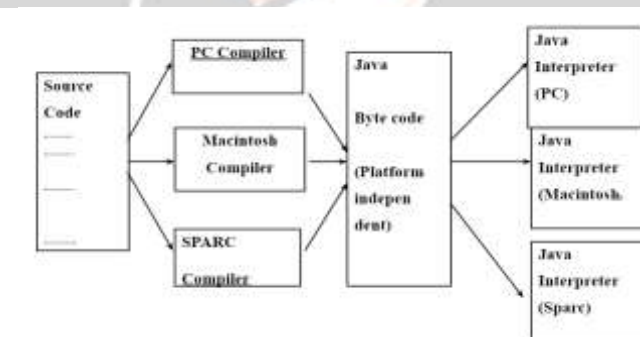 Source
Code
PC Compiler
Macintosh
Compiler
SPARC
Compiler
Java
Byte code
(Platform
indepen
dent)
Java
Interpreter
(PC)
Java
Interpreter
(Macintosh.
Java
Interpreter
(Sparc)